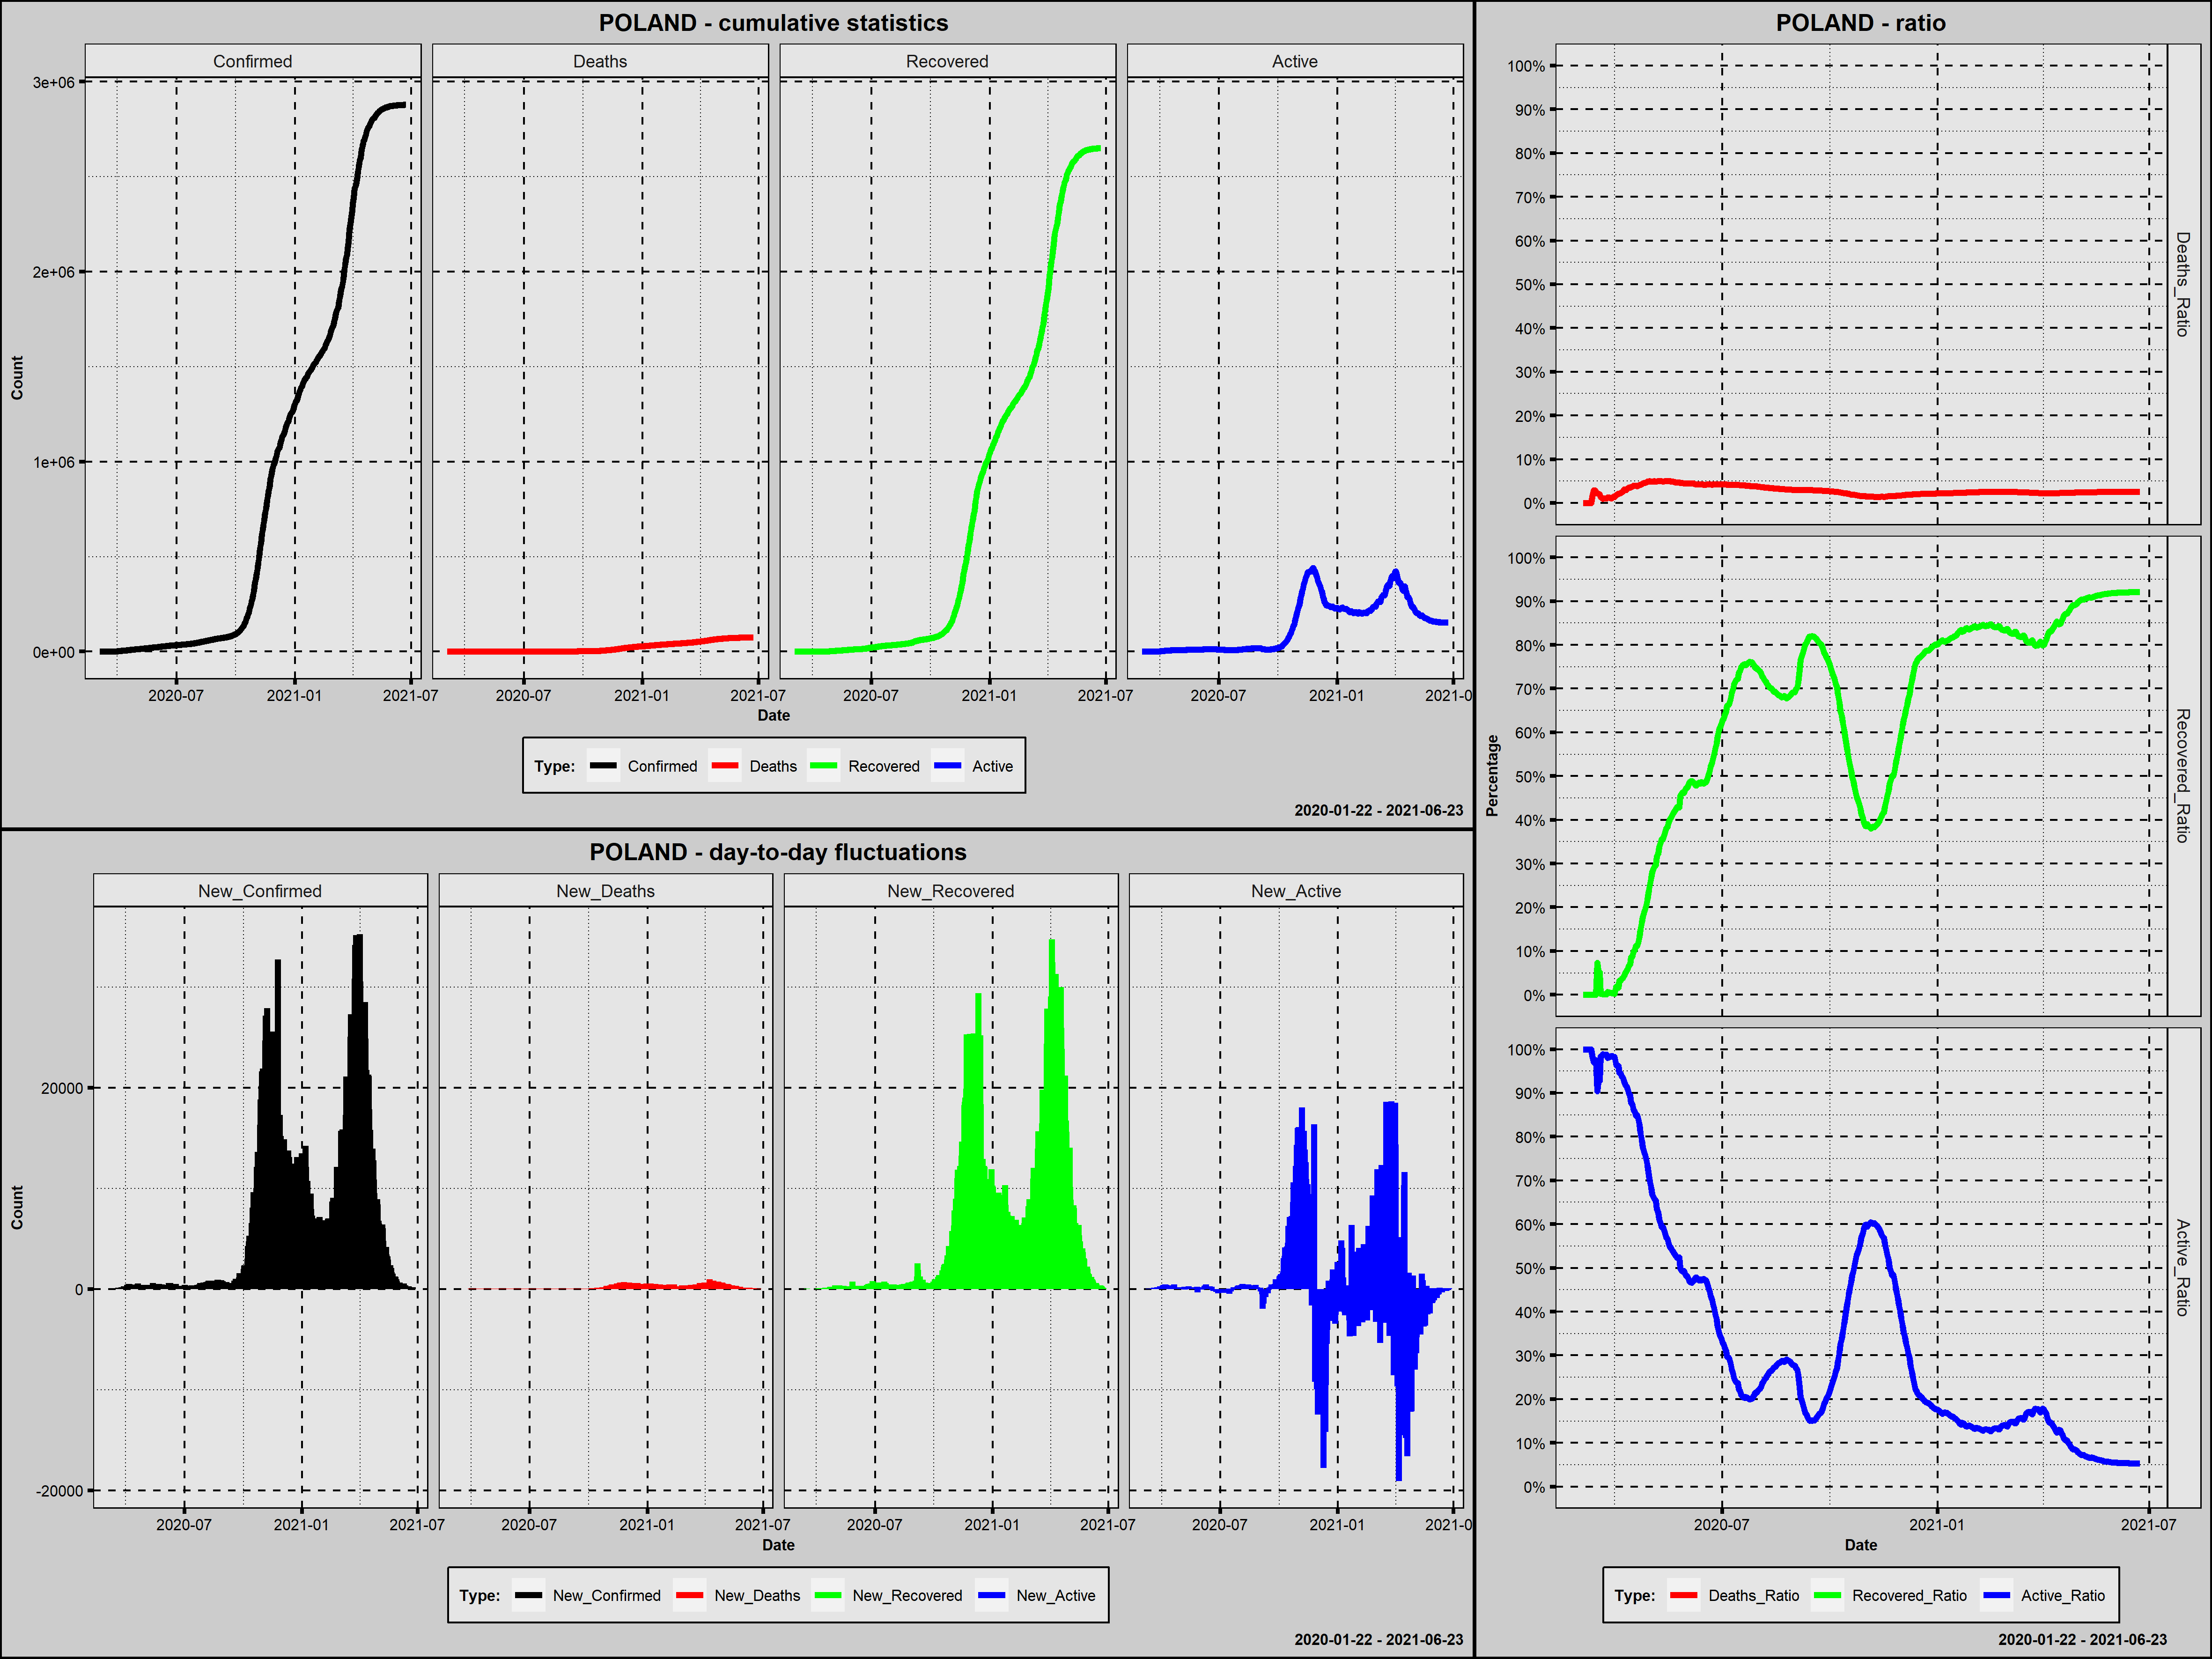 POLAND - cumulative statistics
Confirmed Deaths Recovered Active
3e+06
2e+06
1e+06
0e+00
Count
2020-07 2021-01 2021-07 2020-07 2021-01 2021-07 2020-07 2021-01 2021-07 2020-07 2021-01 2021-0
Date
Type: Confirmed Deaths Recovered Active
2020-01-22 - 2021-06-23
POLAND - day-to-day fluctuations
New_Confirmed New_Deaths New_Recovered New_Active
20000
0
-20000
Count
2020-07 2021-01 2021-07 2020-07 2021-01 2021-07 2020-07 2021-01 2021-07 2020-07 2021-01 2021-0
Date
Type: New_Confirmed New_Deaths New_Recovered New_Active
2020-01-22 - 2021-06-23
POLAND - ratio
100%
90%
80%
70%
60%
50%
40%
30%
20%
10%
0%
Deaths_Ratio
100%
90%
80%
70%
60%
50%
40%
30%
20%
10%
0%
Recovered_Ratio
Percentage
100%
90%
80%
70%
60%
50%
40%
30%
20%
10%
0%
Active_Ratio
2020-07 2021-01 2021-07
Date
Type: Deaths_Ratio Recovered_Ratio Active_Ratio
2020-01-22 - 2021-06-23